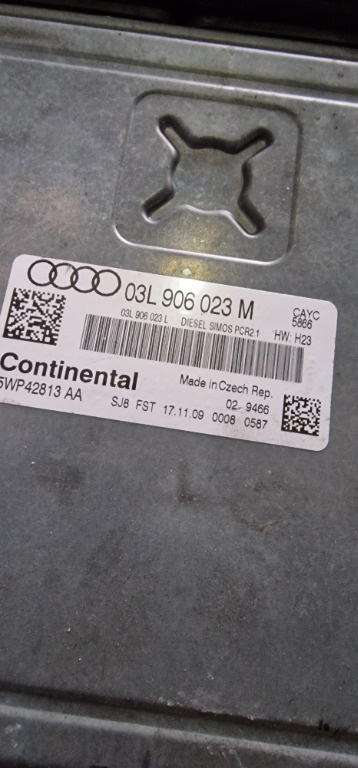 03L 906 023 M
CAYC
5866
03L 906 023 L DIESEL SIMOS PCR2.1 HW: H23
Continental
Made in Czech Rep.
5WP42813 AA
02 9466
SJ8 FST 17.11.09 0008 0587